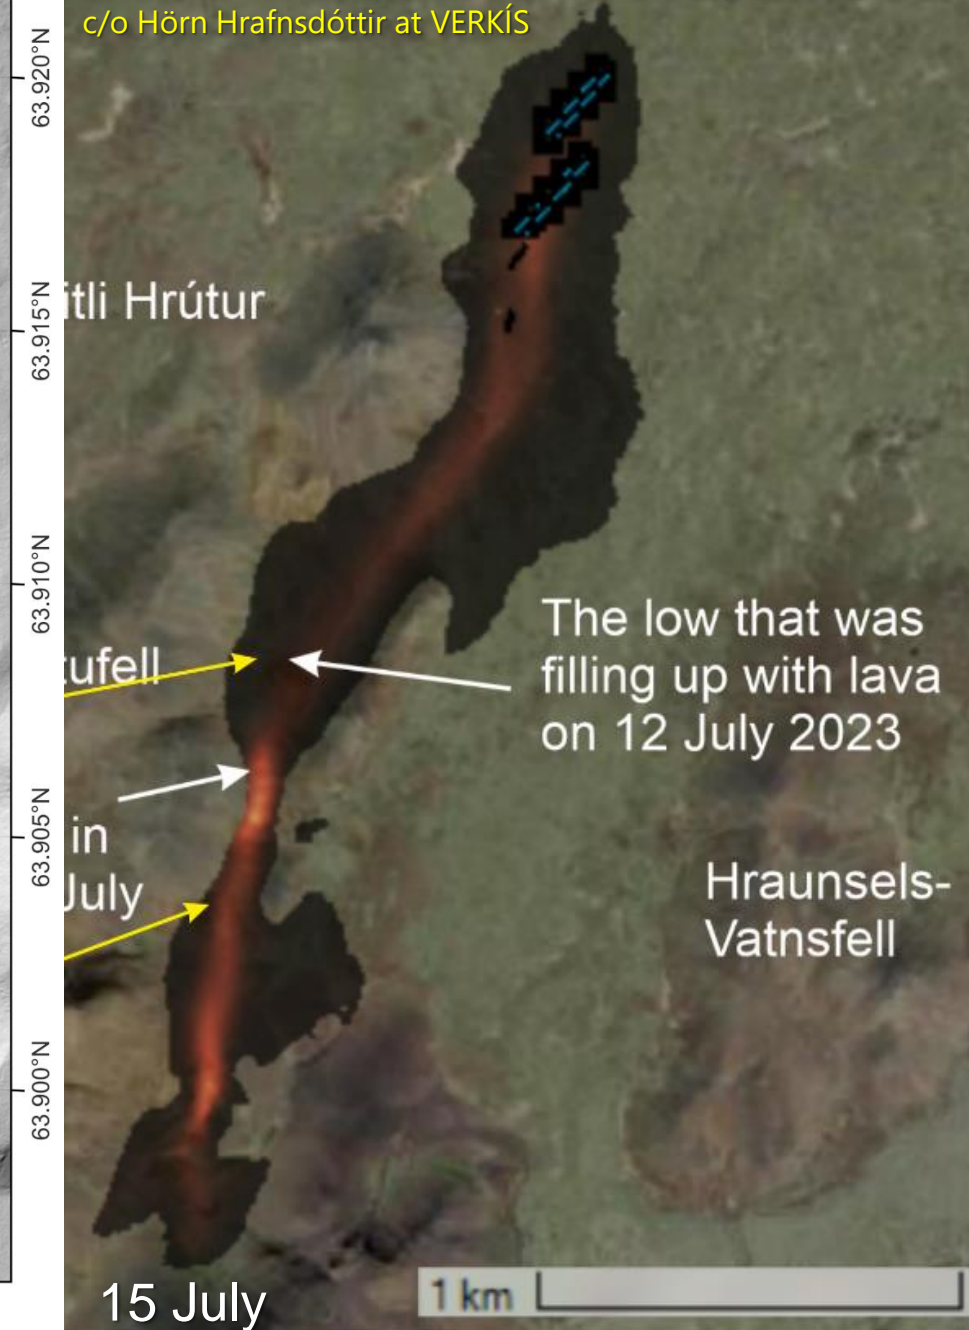 c/o Hörn Hrafnsdóttir at VERKÍS
63.920°N
itli Hrútur
63.915°N
63.910°N
The low that was
filling up with lava
on 12 July 2023
tufell
63.905°N
in
July
Hraunsels-
Vatnsfell
63.900°N
15 July
1 km